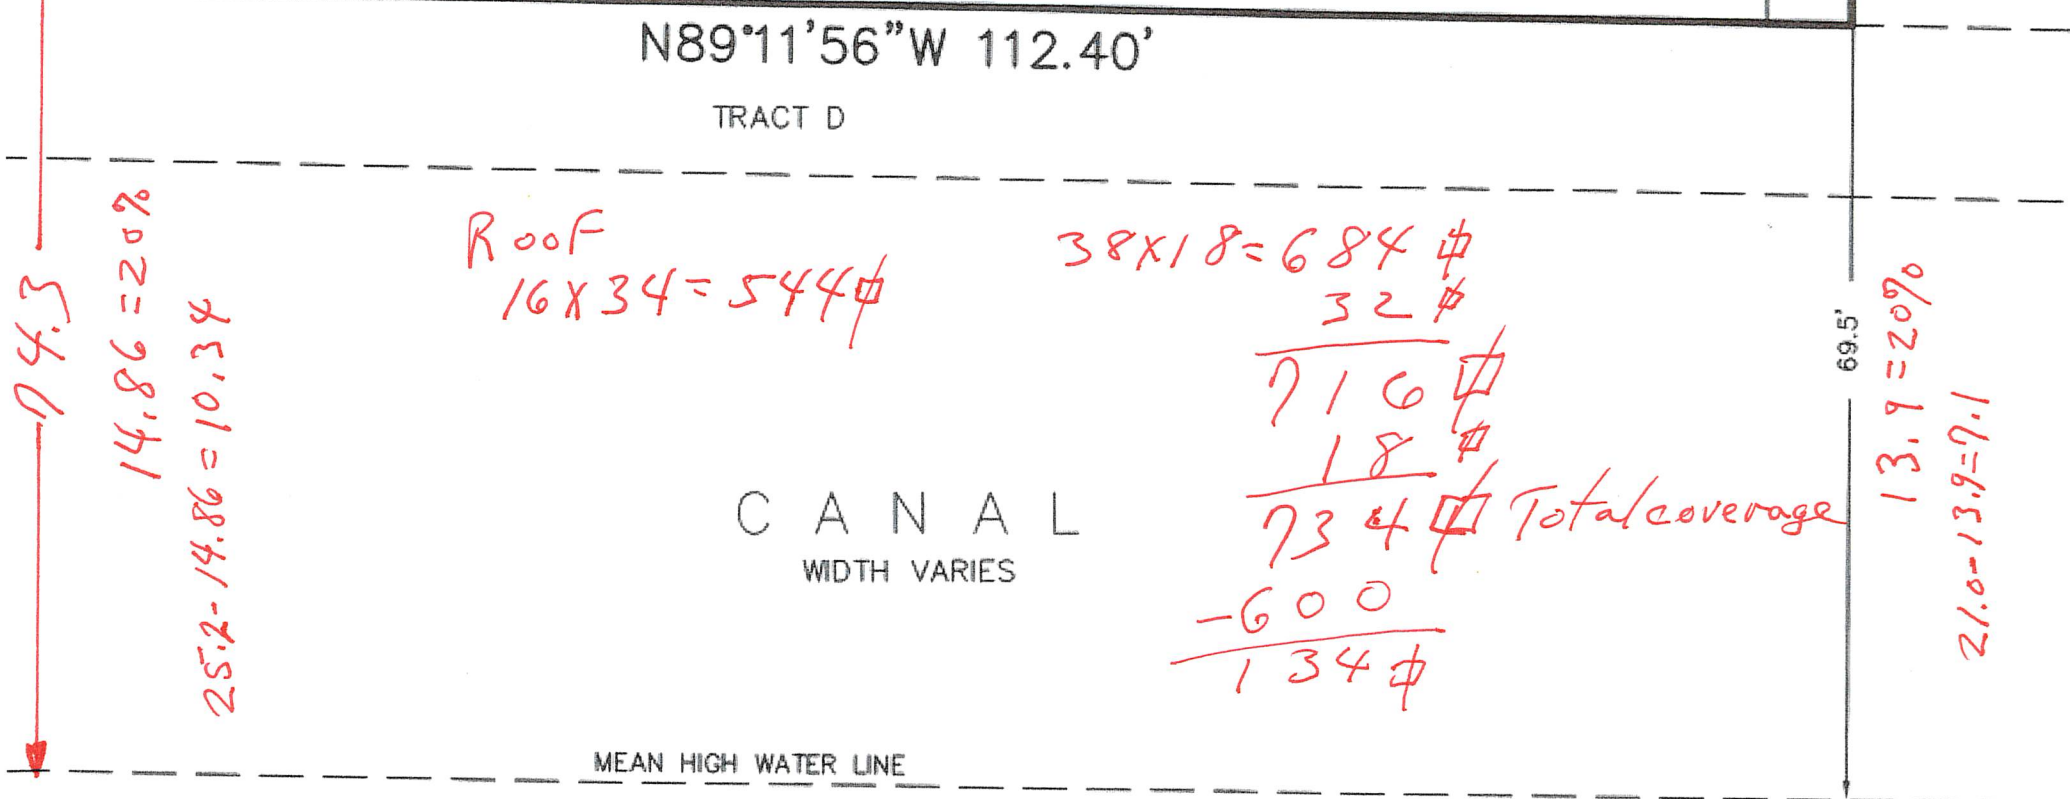 N89°11'56”W 112.40'
TRACT D
74.3
14.86=20%
25.2-14.86=10.34
RooF
16X34=544⏍
38X18=684⏍
32⏍
716⏍
18⏍
734⏍ Total coverage
-600
134⏍
69.5'
13.9=20%
21.0-13.9=7.1
CANAL
WIDTH VARIES
MEAN HIGH WATER LINE